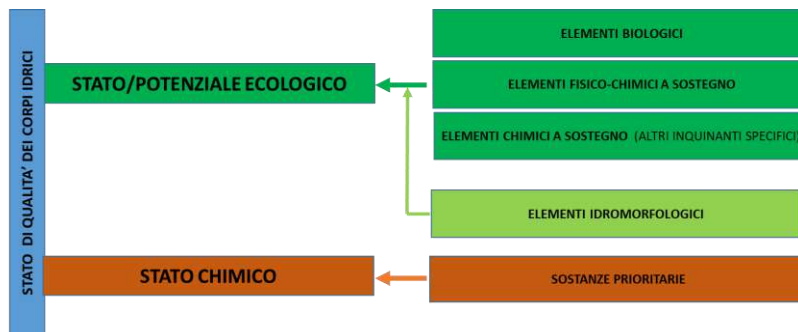 STATO DI QUALITA' DEI CORPI IDRICI
STATO/POTENZIALE ECOLOGICO
ELEMENTI BIOLOGICI
ELEMENTI FISICO-CHIMICI A SOSTEGNO
ELEMENTI CHIMICI A SOSTEGNO (ALTRI INQUINANTI SPECIFICI)
ELEMENTI IDROMORFOLOGICI
STATO CHIMICO
SOSTANZE PRIORITARIE